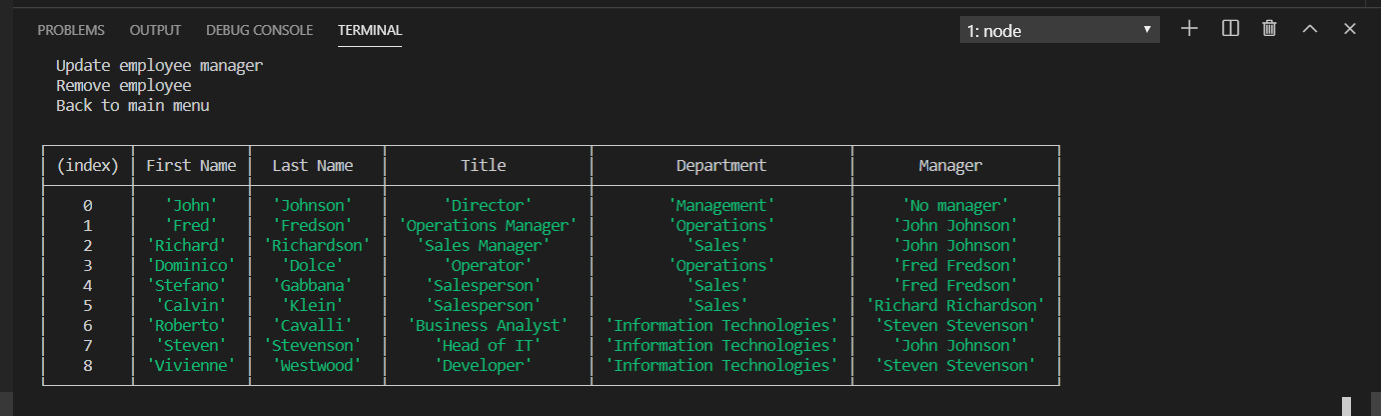 PROBLEMS OUTPUT DEBUG CONSOLE TERMINAL 1: node
Update employee manager
Remove employee
Back to main menu
(index) First Name Last Name Title Department Manager
0 'John' 'Johnson' 'Director' 'Management' 'No manager'
1 'Fred' 'Fredson' 'Operations Manager' 'Operations' 'John Johnson'
2 'Richard' 'Richardson' 'Sales Manager' 'Sales' 'John Johnson'
3 'Dominico' 'Dolce' 'Operator' 'Operations' 'Fred Fredson'
4 'Stefano' 'Gabbana' 'Salesperson' 'Sales' 'Fred Fredson'
5 'Calvin' 'Klein' 'Salesperson' 'Sales' 'Richard Richardson'
6 'Roberto' 'Cavalli' 'Business Analyst' 'Information Technologies' 'Steven Stevenson'
7 'Steven' 'Stevenson' 'Head of IT' 'Information Technologies' 'John Johnson'
8 'Vivienne' 'Westwood' 'Developer' 'Information Technologies' 'Steven Stevenson'